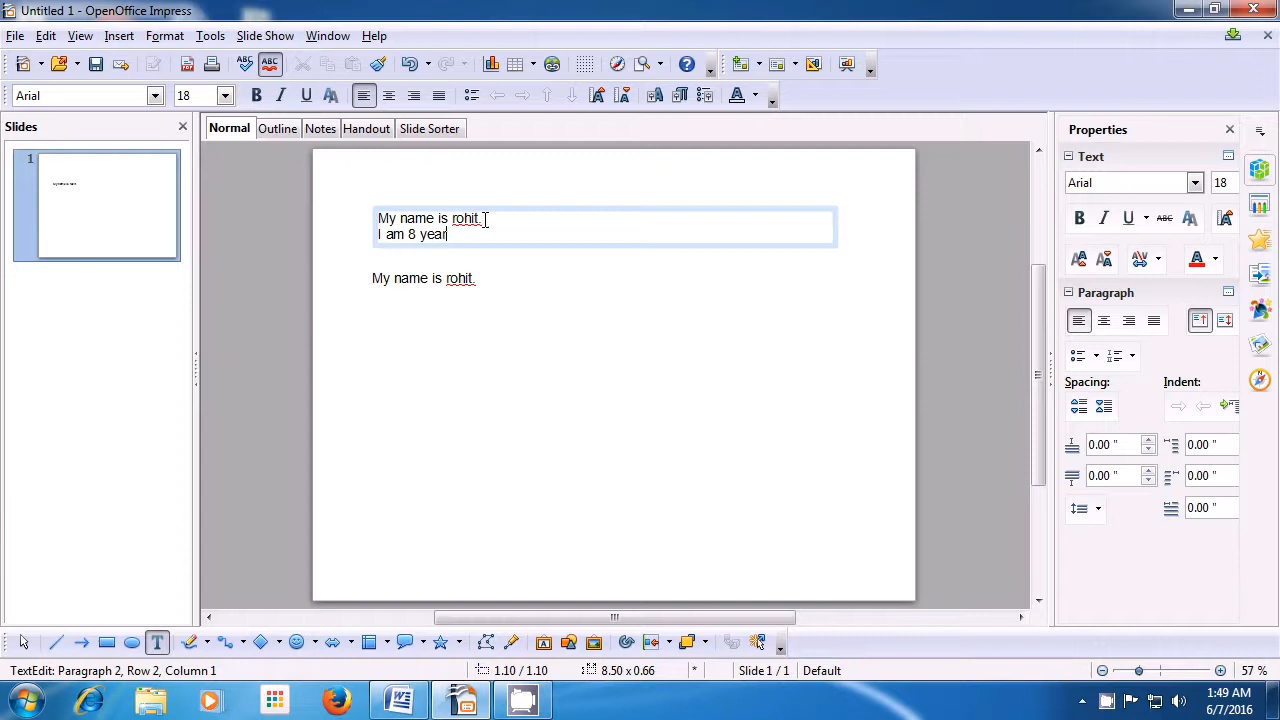 Untitled 1 - OpenOffice Impress
File Edit View Insert Format Tools Slide Show Window Help
Arial 18
Slides
Normal Outline Notes Handout Slide Sorter
Properties
1
Text
Arial 18
My name is rohit.
I am 8 year
My name is rohit.
Paragraph
Spacing: Indent:
0.00 " 0.00 "
0.00 " 0.00 "
0.00 "
TextEdit: Paragraph 2, Row 2, Column 1 1.10 / 1.10 8.50 x 0.66 * Slide 1 / 1 Default 57 %
1:49 AM
6/7/2016